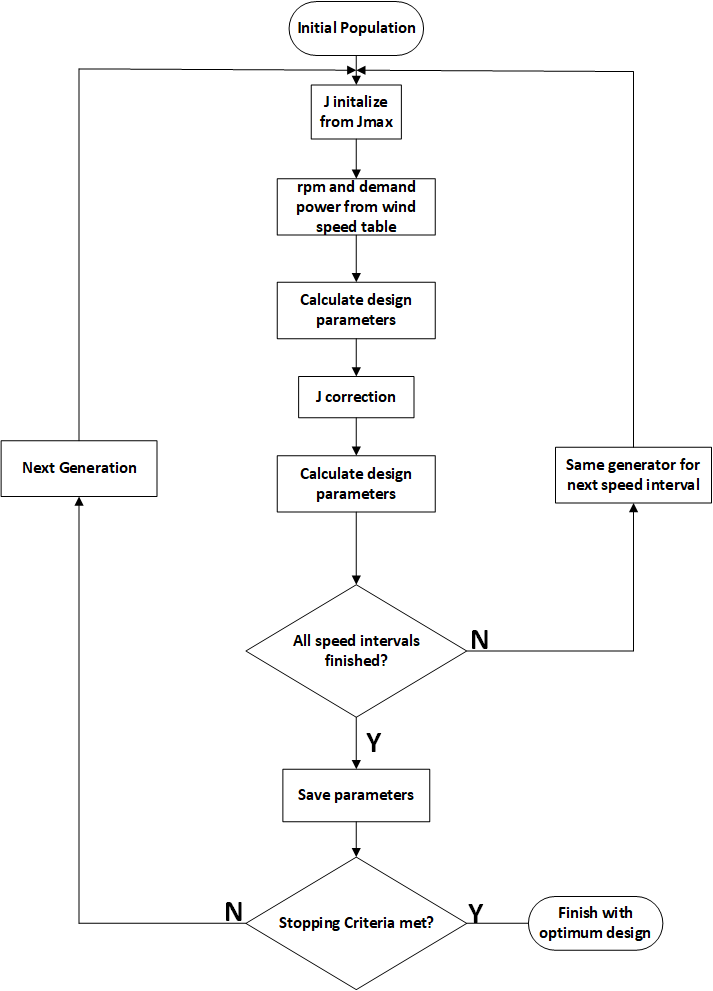 Initial Population
J initalize
from Jmax
rpm and demand
power from wind
speed table
Calculate design
parameters
J correction
Next Generation
Calculate design
parameters
Same generator for
next speed interval
All speed intervals
finished?
N
Y
Save parameters
N
Stopping Criteria met?
Y
Finish with
optimum design